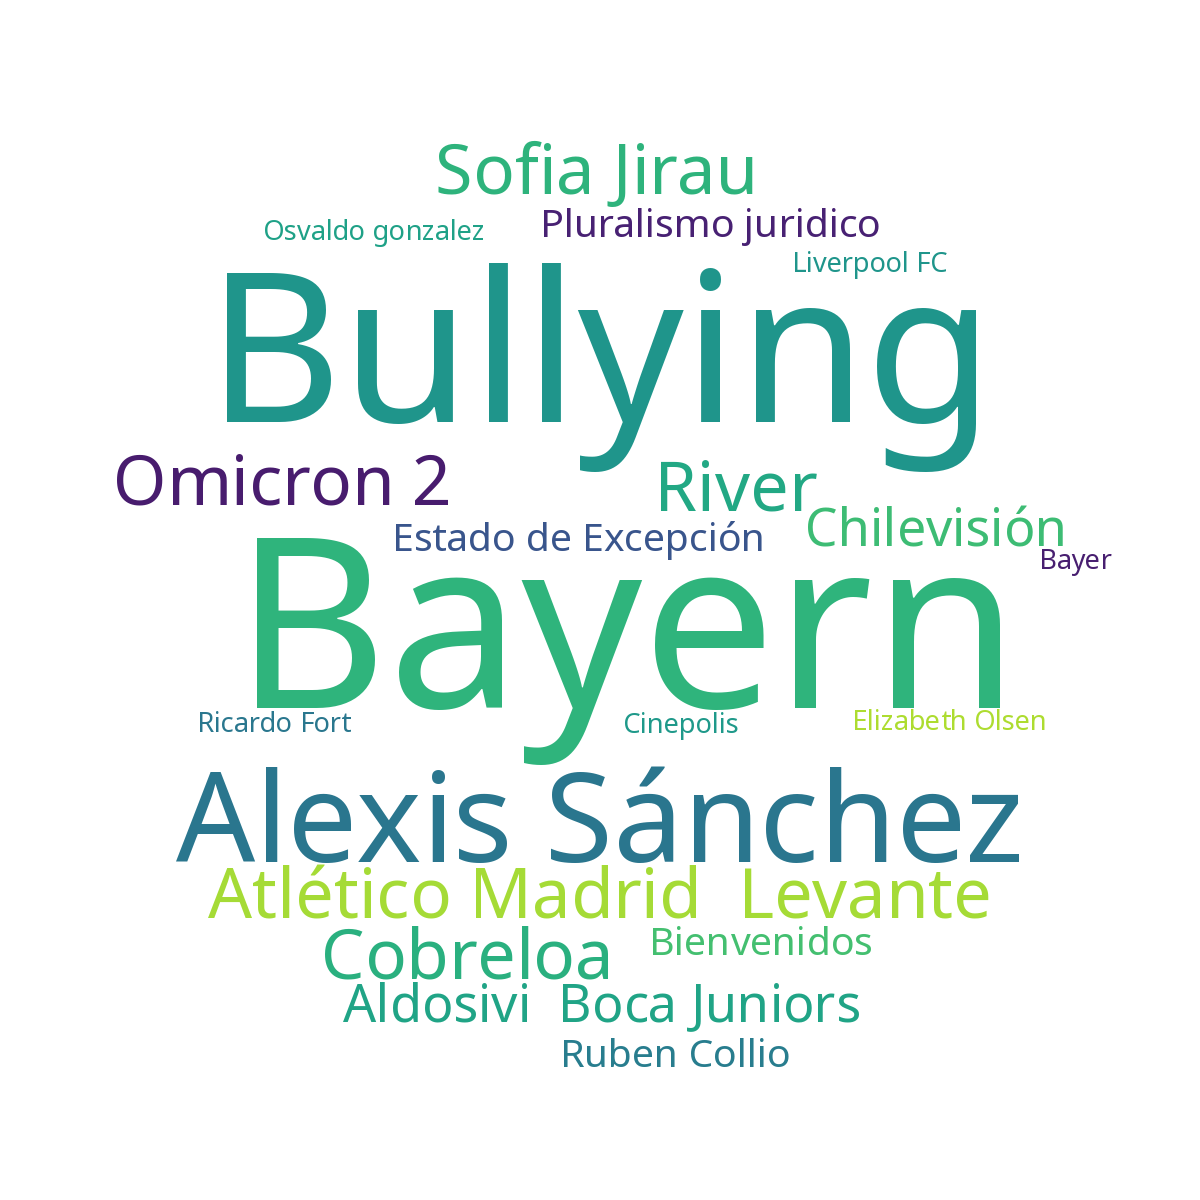 Sofia Jirau
Pluralismo juridico
Osvaldo gonzalez
Liverpool FC
Bullying
Omicron 2
River
Chilevisión
Estado de Excepción
Bayer
Bayern
Ricardo Fort
Cinepolis
Elizabeth Olsen
Alexis Sánchez
Atlético Madrid  Levante
Cobreloa
Bienvenidos
Aldosivi  Boca Juniors
Ruben Collio